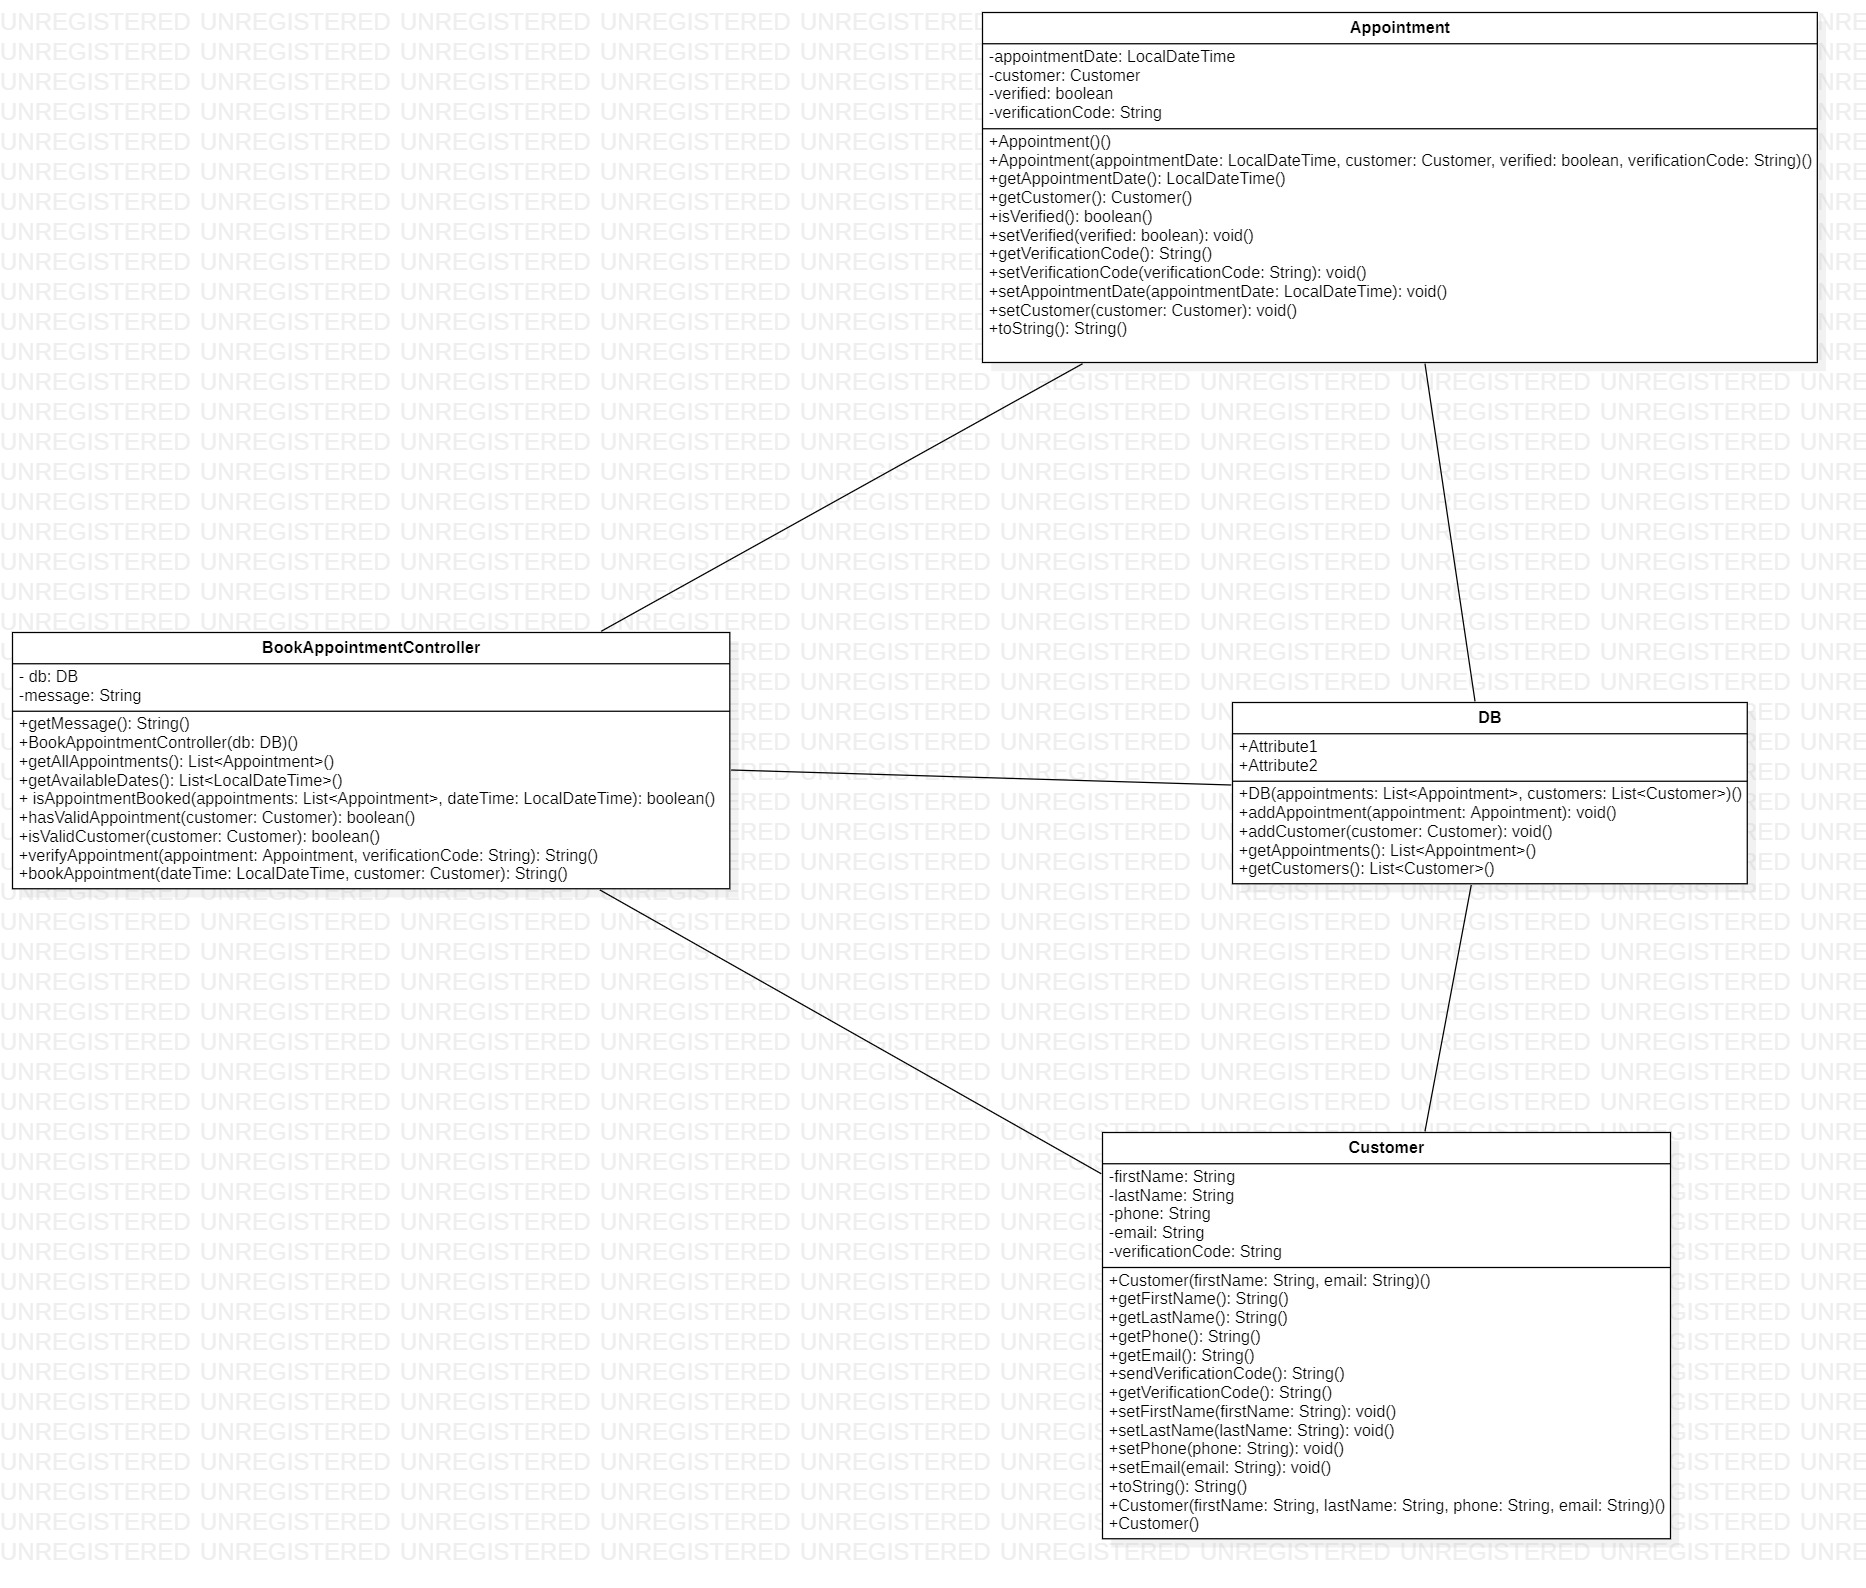 Appointment
-appointmentDate: LocalDateTime
-customer: Customer
-verified: boolean
-verificationCode: String
+Appointment()()
+Appointment(appointmentDate: LocalDateTime, customer: Customer, verified: boolean, verificationCode: String)()
+getAppointmentDate(): LocalDateTime()
+getCustomer(): Customer()
+isVerified(): boolean()
+setVerified(verified: boolean): void()
+getVerificationCode(): String()
+setVerificationCode(verificationCode: String): void()
+setAppointmentDate(appointmentDate: LocalDateTime): void()
+setCustomer(customer: Customer): void()
+toString(): String()
BookAppointmentController
- db: DB
-message: String
+getMessage(): String()
+BookAppointmentController(db: DB)()
+getAllAppointments(): List<Appointment>()
+getAvailableDates(): List<LocalDateTime>()
+ isAppointmentBooked(appointments: List<Appointment>, dateTime: LocalDateTime): boolean()
+hasValidAppointment(customer: Customer): boolean()
+isValidCustomer(customer: Customer): boolean()
+verifyAppointment(appointment: Appointment, verificationCode: String): String()
+bookAppointment(dateTime: LocalDateTime, customer: Customer): String()
DB
+Attribute1
+Attribute2
+DB(appointments: List<Appointment>, customers: List<Customer>)()
+addAppointment(appointment: Appointment): void()
+addCustomer(customer: Customer): void()
+getAppointments(): List<Appointment>()
+getCustomers(): List<Customer>()
Customer
-firstName: String
-lastName: String
-phone: String
-email: String
-verificationCode: String
+Customer(firstName: String, email: String)()
+getFirstName(): String()
+getLastName(): String()
+getPhone(): String()
+getEmail(): String()
+sendVerificationCode(): String()
+getVerificationCode(): String()
+setFirstName(firstName: String): void()
+setLastName(lastName: String): void()
+setPhone(phone: String): void()
+setEmail(email: String): void()
+toString(): String()
+Customer(firstName: String, lastName: String, phone: String, email: String)()
+Customer()